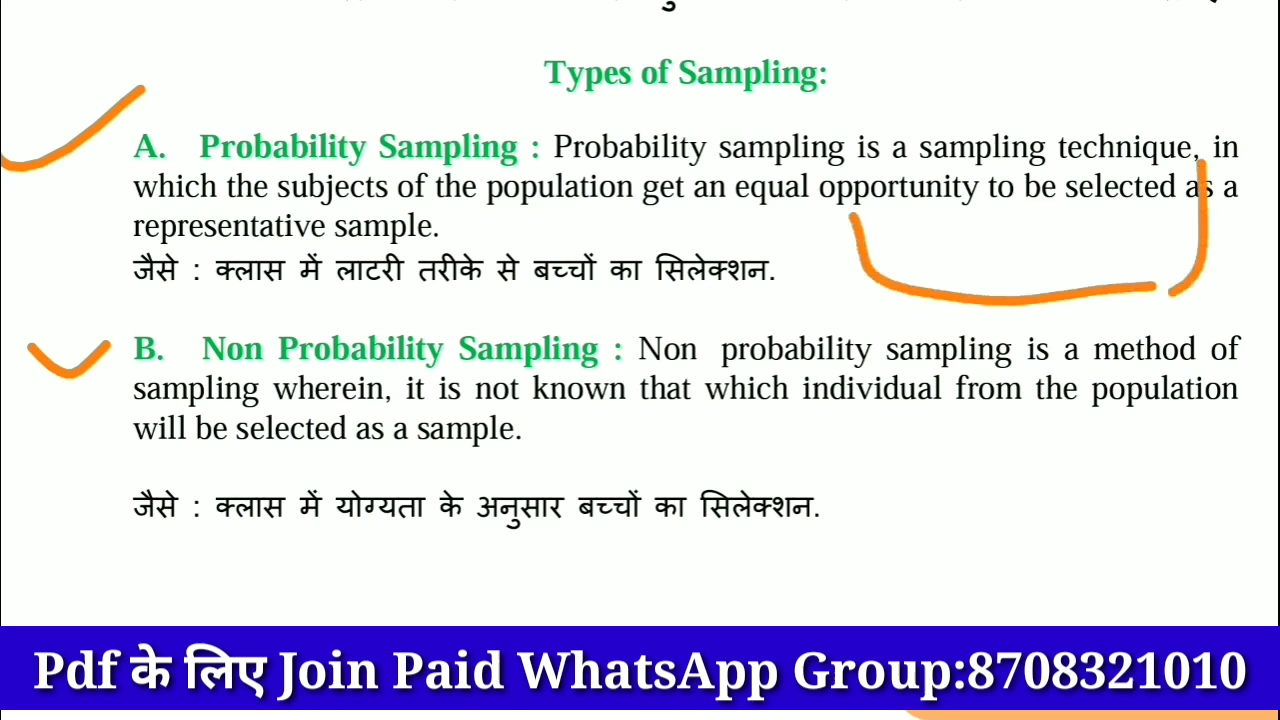 Types of Sampling:
A. Probability Sampling : Probability sampling is a sampling technique, in
which the subjects of the population get an equal opportunity to be selected as a
representative sample.
जैसे : क्लास में लाटरी तरीके से बच्चों का सिलेक्शन.
B. Non Probability Sampling : Non probability sampling is a method of
sampling wherein, it is not known that which individual from the population
will be selected as a sample.
जैसे : क्लास में योग्यता के अनुसार बच्चों का सिलेक्शन.
Pdf के लिए Join Paid WhatsApp Group:8708321010